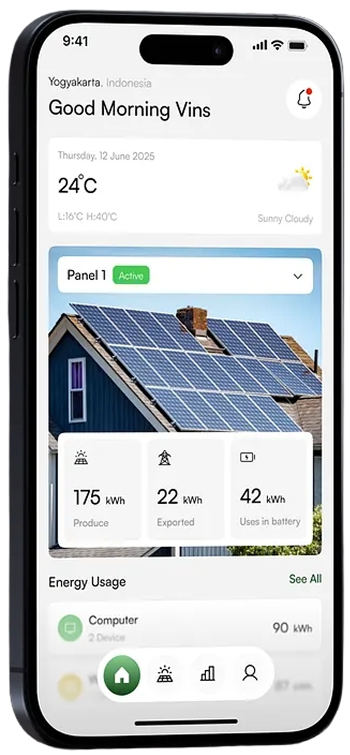 9:41
Yogyakarta, Indonesia
Good Morning Vins
Thursday, 12 June 2025
24°C
L:16°C H:40°C Sunny Cloudy
Panel 1 Active
175 kWh 22 kWh 42 kWh
Produce Exported Uses in battery
Energy Usage See All
Computer 90 kWh
2 Device